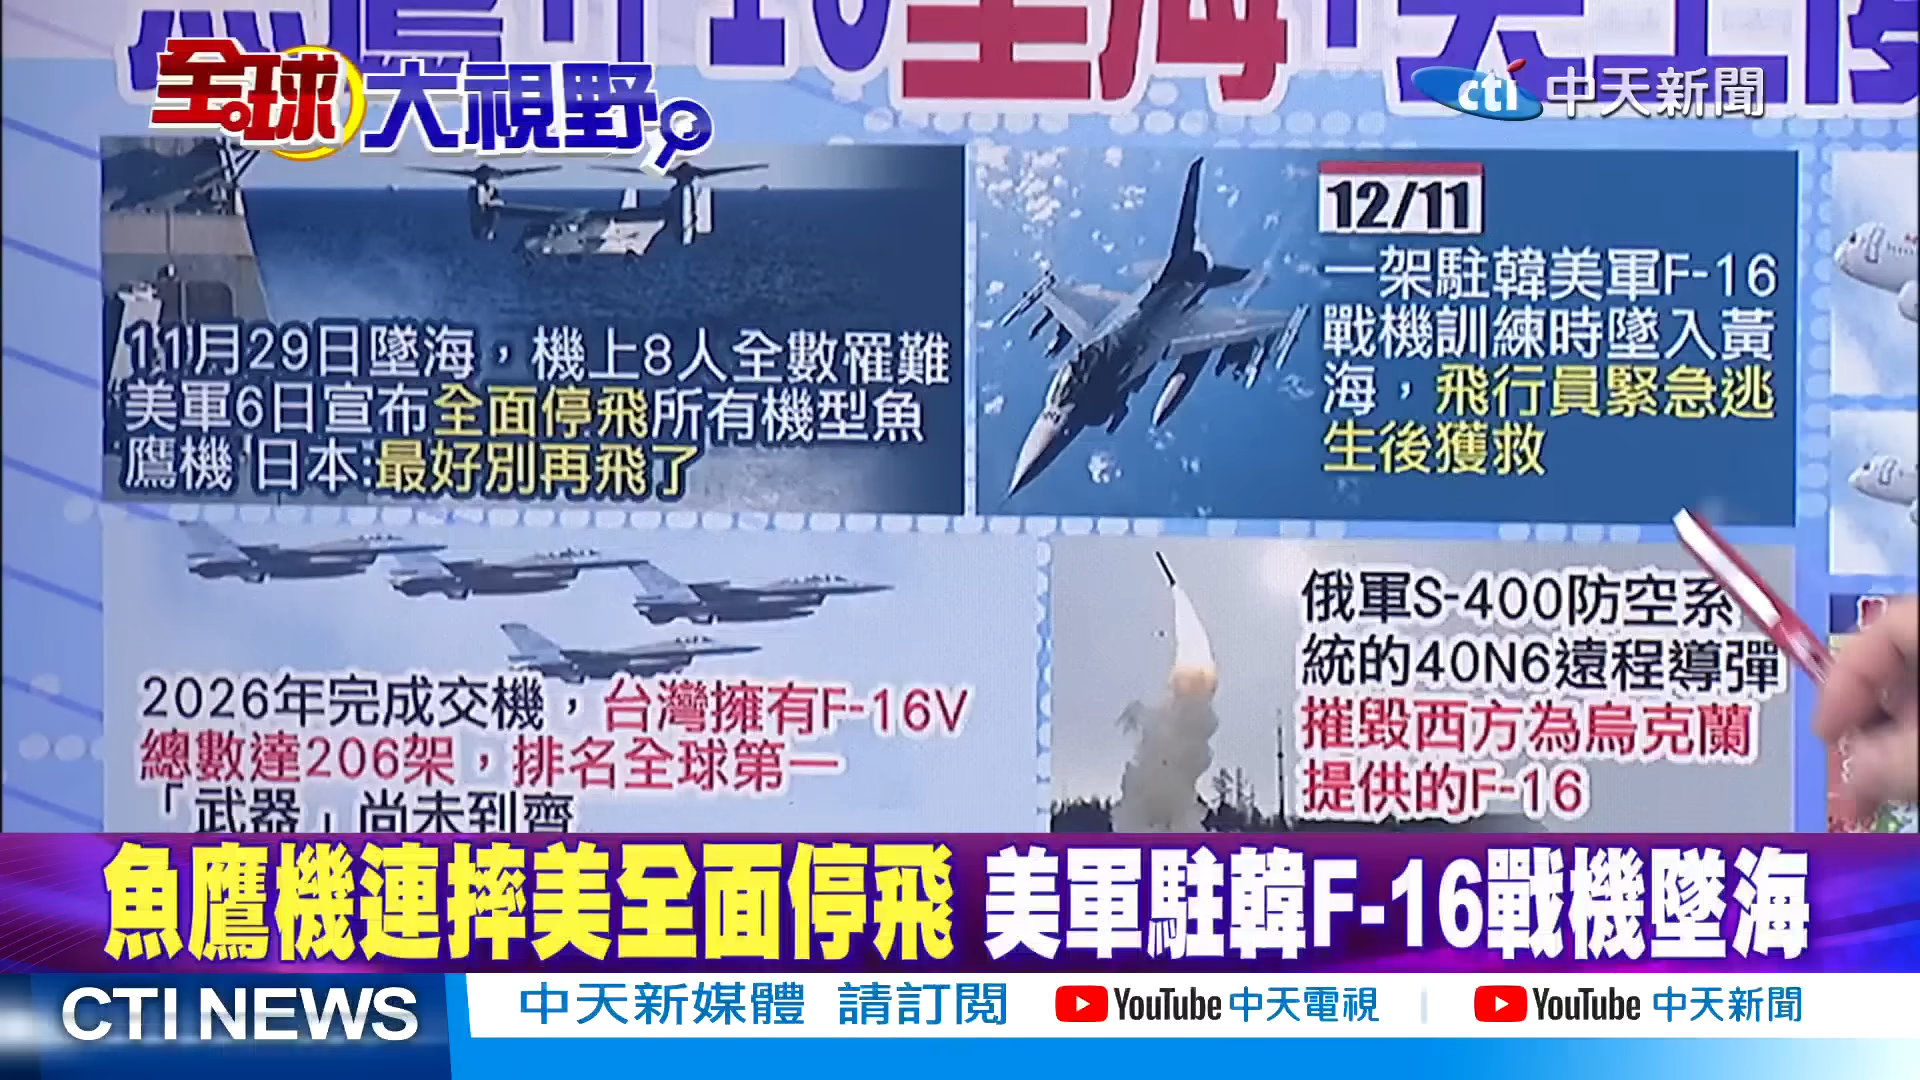 全球大視野
cti 中天新聞
11月29日墜海，機上8人全數罹難
美軍6日宣布全面停飛所有機型魚
鷹機 日本:最好別再飛了
12/11
一架駐韓美軍F-16
戰機訓練時墜入黃
海，飛行員緊急逃
生後獲救
2026年完成交機，台灣擁有F-16V
總數達206架，排名全球第一
「武器」尚未到齊
俄軍S-400防空系
統的40N6遠程導彈
摧毀西方為烏克蘭
提供的F-16
魚鷹機連摔美全面停飛 美軍駐韓F-16戰機墜海
CTI NEWS
中天新媒體 請訂閱 YouTube 中天電視 | YouTube 中天新聞